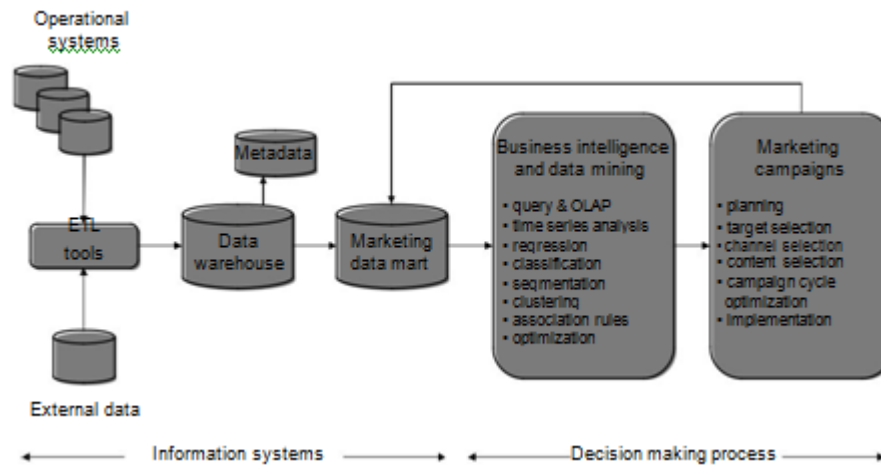 Operational
systems
Metadata
ETL
tools
Data
warehouse
Marketing
data mart
External data
Business intelligence
and data mining
• query & OLAP
• time series analysis
• regression
• classification
• segmentation
• clustering
• association rules
• optimization
Marketing
campaigns
• planning
• target selection
• channel selection
• content selection
• campaign cycle
optimization
• implementation
Information systems
Decision making process